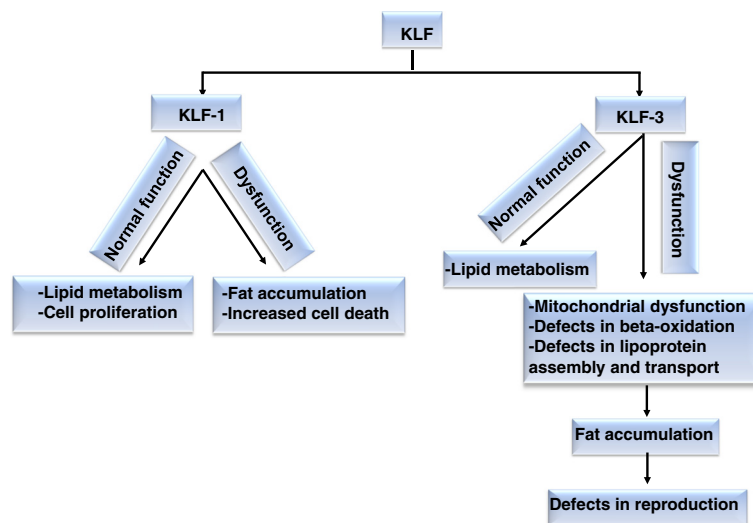 KLF
KLF-1
KLF-3
Normal function
Dysfunction
Normal function
Dysfunction
-Lipid metabolism
-Cell proliferation
-Fat accumulation
-Increased cell death
-Lipid metabolism
-Mitochondrial dysfunction
-Defects in beta-oxidation
-Defects in lipoprotein
assembly and transport
Fat accumulation
Defects in reproduction